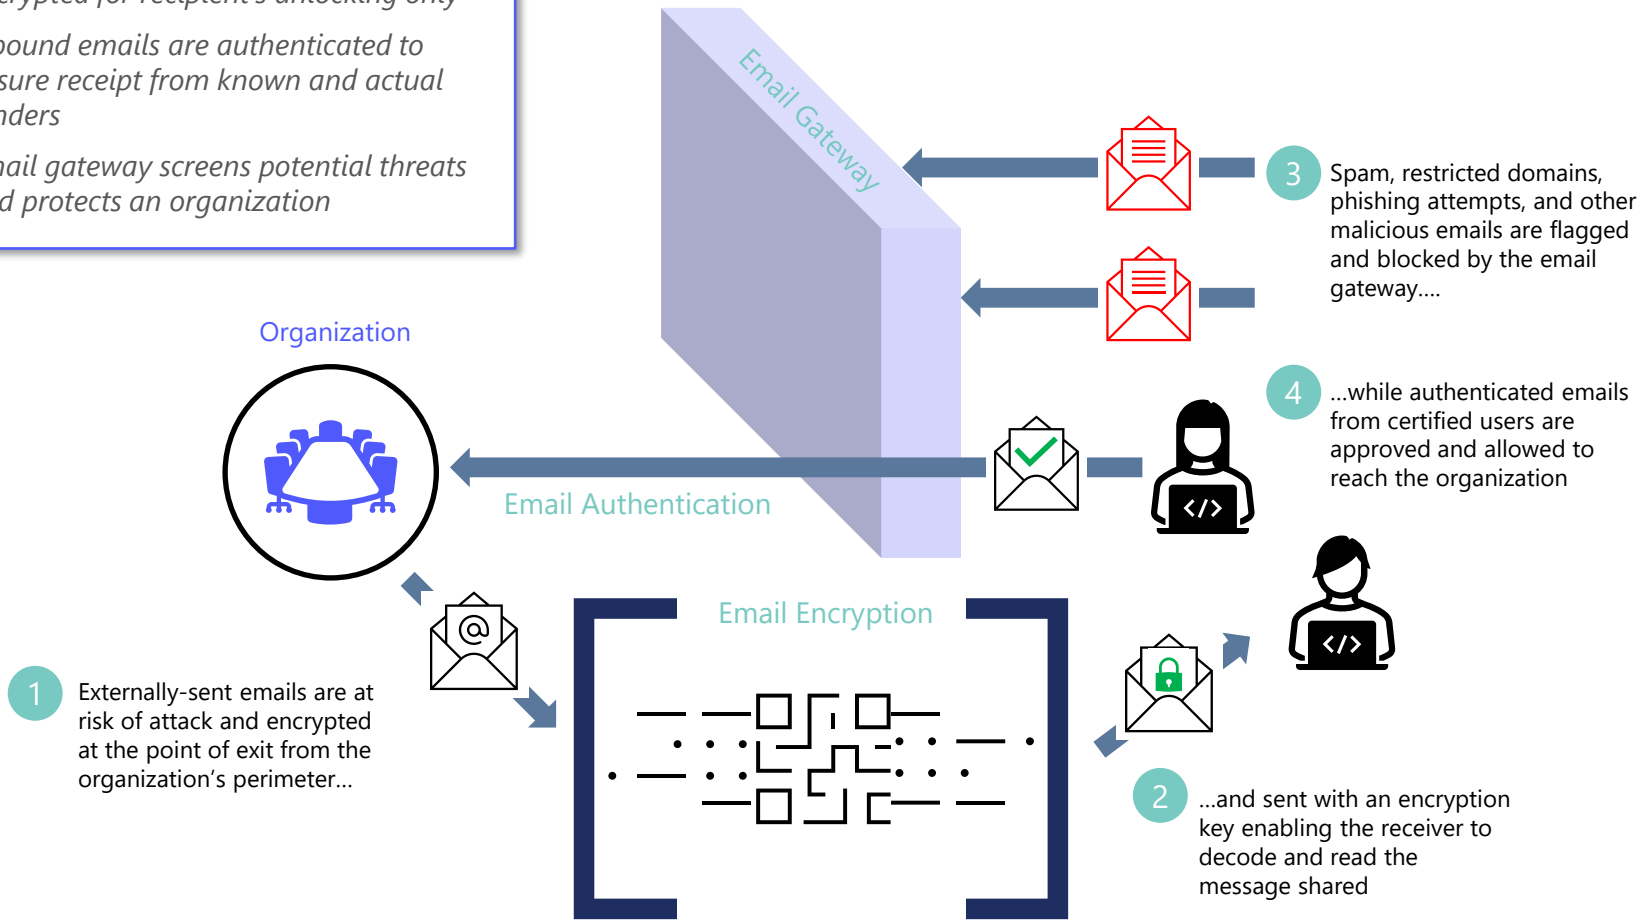 for recipient's unlocking only
emails are authenticated to
receipt from known and actual
gateway screens potential threats
protects an organization
Email Gateway
3
Spam, restricted domains,
phishing attempts, and other
malicious emails are flagged
and blocked by the email
gateway....
Organization
4
...while authenticated emails
from certified users are
approved and allowed to
reach the organization
</>
Email Authentication
</>
@
Email Encryption
1
Externally-sent emails are at
risk of attack and encrypted
at the point of exit from the
organization's perimeter...
2
...and sent with an encryption
key enabling the receiver to
decode and read the
message shared